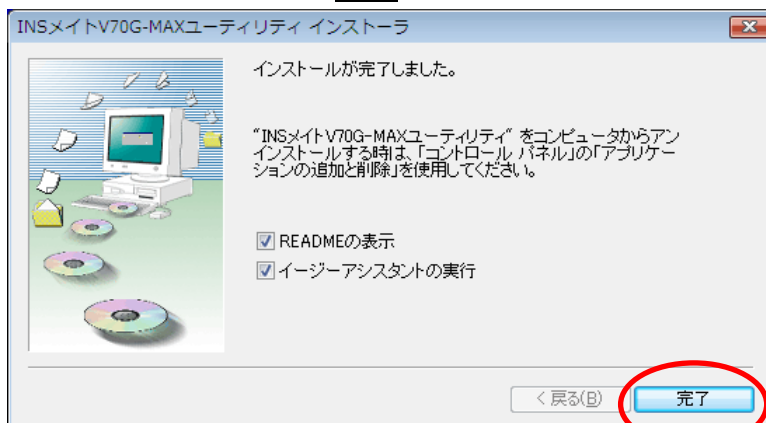 INSメイトV70G-MAXユーティリティ インストーラ
インストールが完了しました。
"INSメイトV70G-MAXユーティリティ" をコンピュータからアン
インストールする時は、「コントロール パネル」の「アプリケー
ションの追加と削除」を使用してください。
READMEの表示
イージーアシスタントの実行
< 戻る(B)
完了